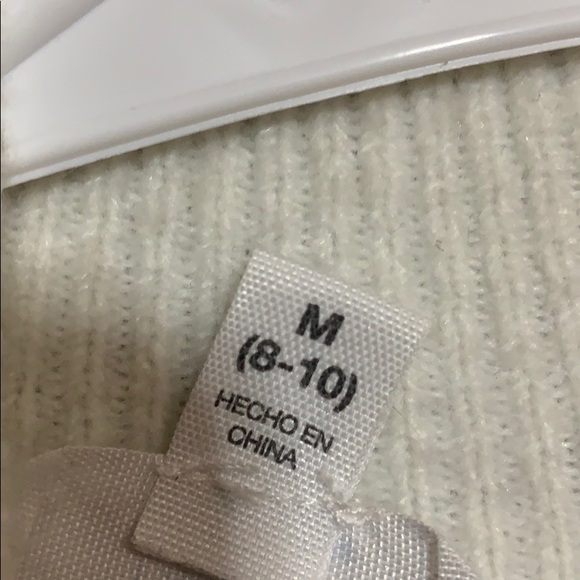 M
(8-10)
HECHO EN
CHINA